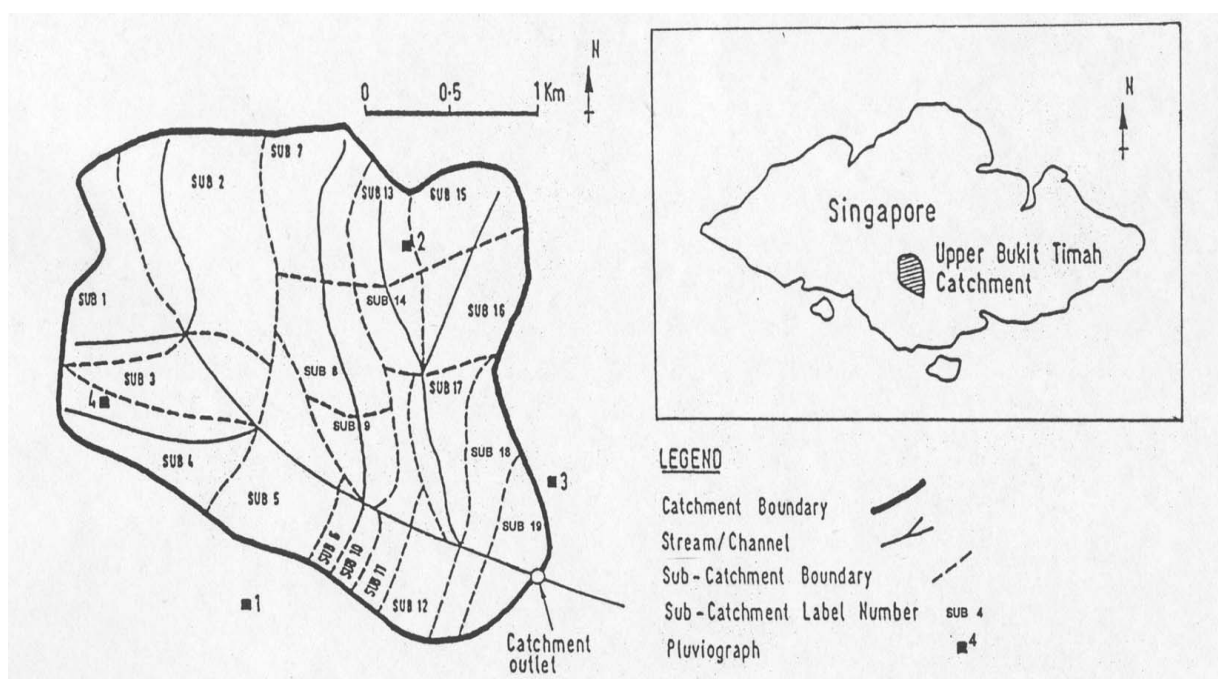 N
0 0·5 1 Km
SUB 7
SUB 2
SUB 13
SUB 15
2
SUB 1
SUB 14
SUB 16
SUB 3
SUB 8
SUB 17
4
SUB 9
SUB 4
SUB 18
SUB 5
3
SUB 19
SUB 6
SUB 10
SUB 11
SUB 12
1
Catchment
outlet
N
Singapore
Upper Bukit Timah
Catchment
LEGEND
Catchment Boundary
Stream/Channel
Sub-Catchment Boundary
Sub-Catchment Label Number SUB 4
Pluviograph 4